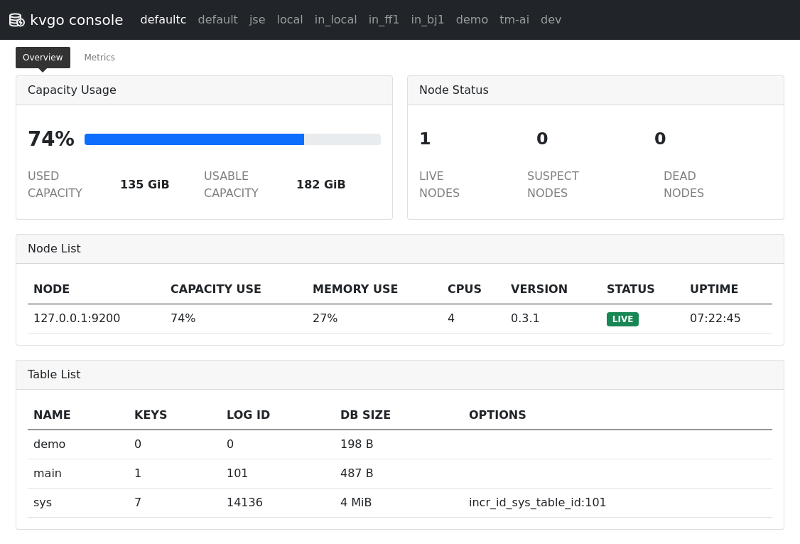 kvgo console defaultc default jse local in_local in_ff1 in_bj1 demo tm-ai dev
Overview Metrics
Capacity Usage
74%
USED CAPACITY
135 GiB
USABLE CAPACITY
182 GiB
Node Status
1 0 0
LIVE NODES
SUSPECT NODES
DEAD NODES
Node List
NODE CAPACITY USE MEMORY USE CPUS VERSION STATUS UPTIME
127.0.0.1:9200 74% 27% 4 0.3.1 LIVE 07:22:45
Table List
NAME KEYS LOG ID DB SIZE OPTIONS
demo 0 0 198 B
main 1 101 487 B
sys 7 14136 4 MiB incr_id_sys_table_id:101